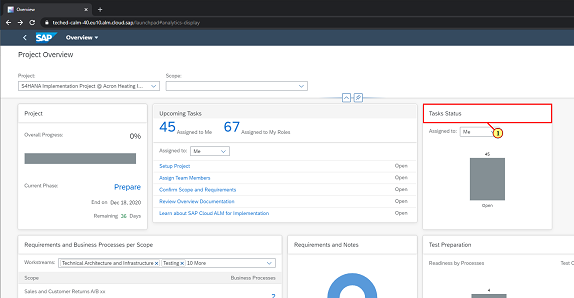 Overview
teched-calm-40.eu10.alm.cloud.sap/launchpad#analytics-display
SAP Overview
Project Overview
Project: Scope:
S4HANA Implementation Project @ Acron Heating I...
Project
Overall Progress: 0%
Current Phase: Prepare
End on Dec 18, 2020
Remaining 36 Days
Upcoming Tasks
45 Assigned to Me 67 Assigned to My Roles
Assigned to: Me
Setup Project Open
Assign Team Members Open
Confirm Scope and Requirements Open
Review Overview Documentation Open
Learn about SAP Cloud ALM for Implementation Open
Tasks Status
Assigned to: Me
1
45
Open
Requirements and Business Processes per Scope
Workstreams: Technical Architecture and Infrastructure × Testing × 10 More
Scope Business Processes
Sales and Customer Returns A/B.xx 2
Requirements and Notes
Test Preparation
Readiness by Processes Test C
4